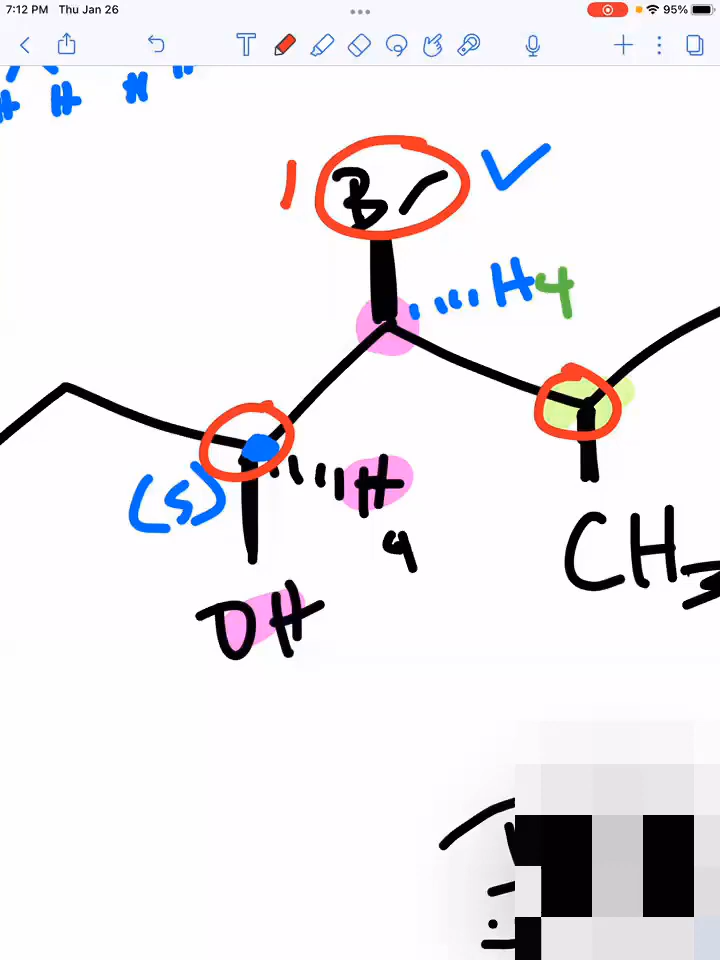 7:12 PM Thu Jan 26
95%
H H H H
1 Br ✓
H4
(S)
H
4
OH
CH3